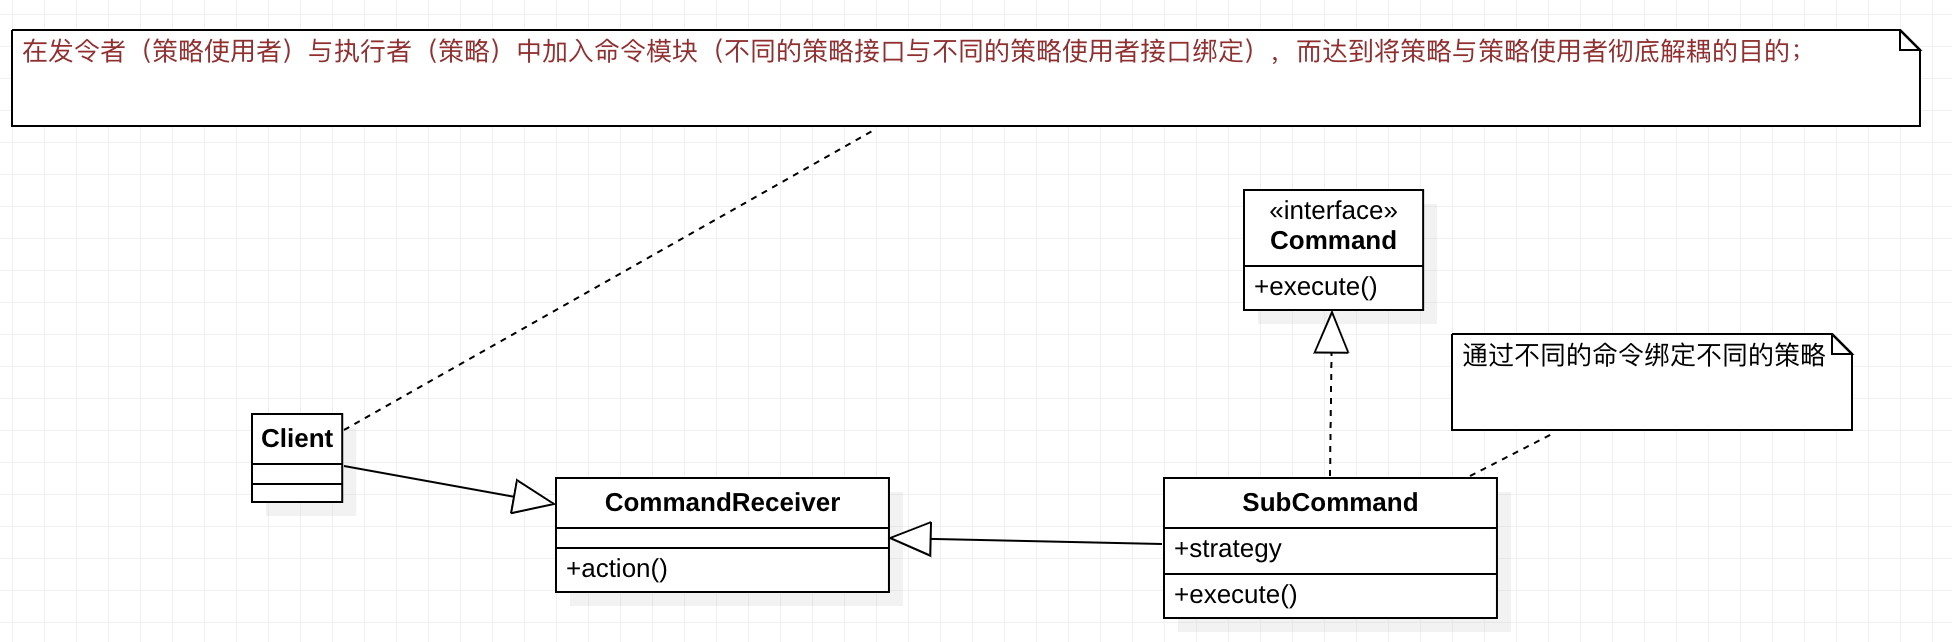 在发令者（策略使用者）与执行者（策略）中加入命令模块（不同的策略接口与不同的策略使用者接口绑定），而达到将策略与策略使用者彻底解耦的目的；
«interface»
Command
+execute()
通过不同的命令绑定不同的策略
Client
CommandReceiver
+action()
SubCommand
+strategy
+execute()